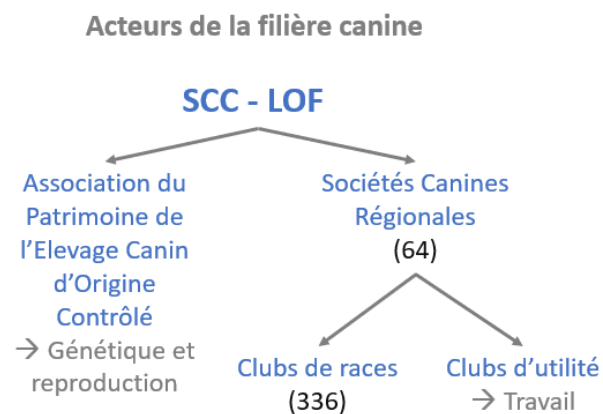 Acteurs de la filière canine
SCC - LOF
Association du
Patrimoine de
l'Elevage Canin
d'Origine
Contrôlé
→ Génétique et
reproduction
Sociétés Canines
Régionales
(64)
Clubs de races
(336)
Clubs d'utilité
→ Travail